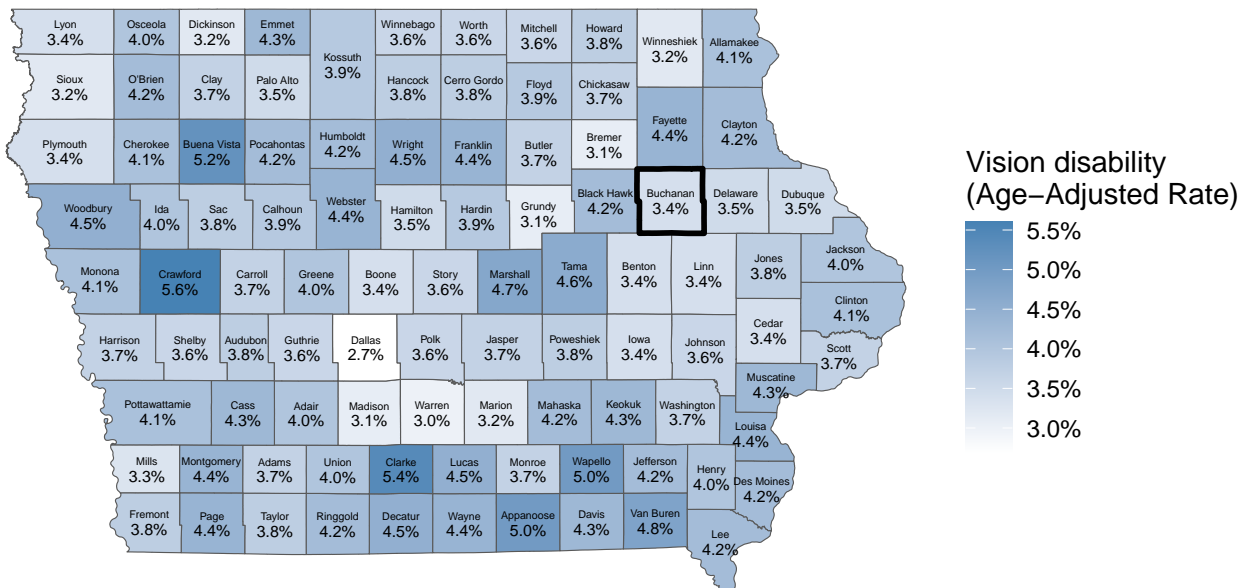 Lyon
3.4%
Osceola
4.0%
Dickinson
3.2%
Emmet
4.3%
Kossuth
3.9%
Winnebago
3.6%
Worth
3.6%
Mitchell
3.6%
Howard
3.8%
Winneshiek
3.2%
Allamakee
4.1%
Sioux
3.2%
O'Brien
4.2%
Clay
3.7%
Palo Alto
3.5%
Hancock
3.8%
Cerro Gordo
3.8%
Floyd
3.9%
Chickasaw
3.7%
Plymouth
3.4%
Cherokee
4.1%
Buena Vista
5.2%
Pocahontas
4.2%
Humboldt
4.2%
Wright
4.5%
Franklin
4.4%
Butler
3.7%
Bremer
3.1%
Fayette
4.4%
Clayton
4.2%
Woodbury
4.5%
Ida
4.0%
Sac
3.8%
Calhoun
3.9%
Webster
4.4%
Hamilton
3.5%
Hardin
3.9%
Grundy
3.1%
Black Hawk
4.2%
Buchanan
3.4%
Delaware
3.5%
Dubuque
3.5%
Monona
4.1%
Crawford
5.6%
Carroll
3.7%
Greene
4.0%
Boone
3.4%
Story
3.6%
Marshall
4.7%
Tama
4.6%
Benton
3.4%
Linn
3.4%
Jones
3.8%
Jackson
4.0%
Clinton
4.1%
Harrison
3.7%
Shelby
3.6%
Audubon
3.8%
Guthrie
3.6%
Dallas
2.7%
Polk
3.6%
Jasper
3.7%
Poweshiek
3.8%
Iowa
3.4%
Johnson
3.6%
Cedar
3.4%
Scott
3.7%
Muscatine
4.3%
Pottawattamie
4.1%
Cass
4.3%
Adair
4.0%
Madison
3.1%
Warren
3.0%
Marion
3.2%
Mahaska
4.2%
Keokuk
4.3%
Washington
3.7%
Louisa
4.4%
Mills
3.3%
Montgomery
4.4%
Adams
3.7%
Union
4.0%
Clarke
5.4%
Lucas
4.5%
Monroe
3.7%
Wapello
5.0%
Jefferson
4.2%
Henry
4.0%
Des Moines
4.2%
Fremont
3.8%
Page
4.4%
Taylor
3.8%
Ringgold
4.2%
Decatur
4.5%
Wayne
4.4%
Appanoose
5.0%
Davis
4.3%
Van Buren
4.8%
Lee
4.2%
Vision disability
(Age−Adjusted Rate)
5.5%
5.0%
4.5%
4.0%
3.5%
3.0%